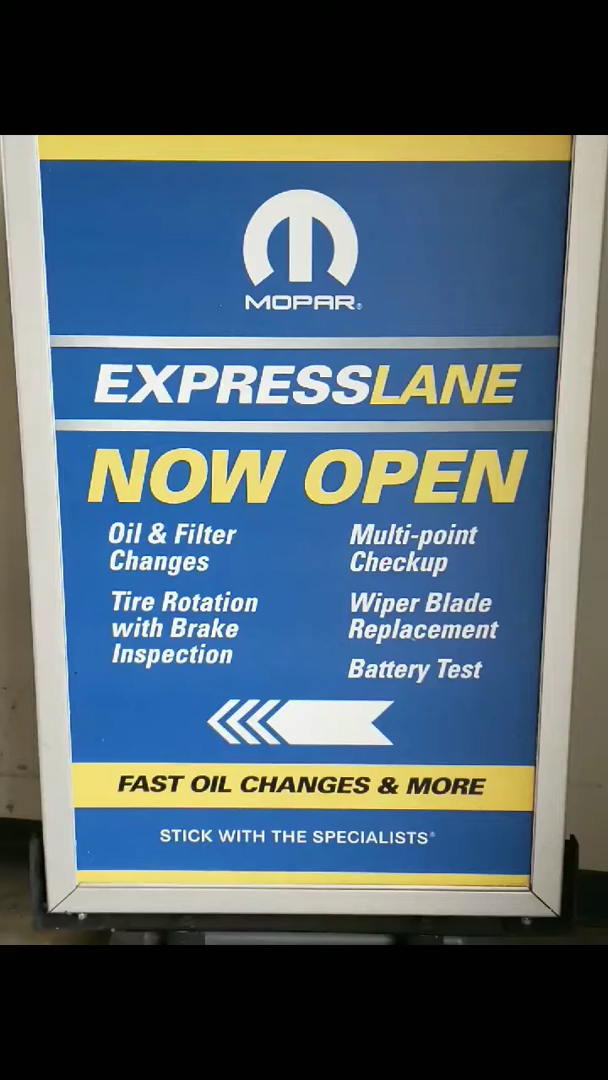 MOPAR®
EXPRESSLANE
NOW OPEN
Oil & Filter
Changes
Tire Rotation
with Brake
Inspection
Multi-point
Checkup
Wiper Blade
Replacement
Battery Test
FAST OIL CHANGES & MORE
STICK WITH THE SPECIALISTS®